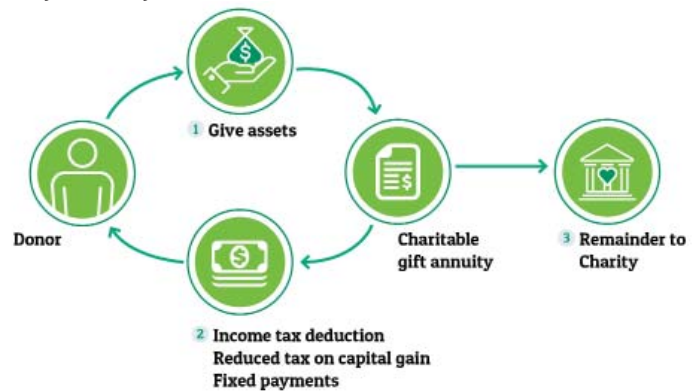 1 Give assets
Donor
Charitable
gift annuity
3 Remainder to
Charity
2 Income tax deduction
Reduced tax on capital gain
Fixed payments
$
$
$